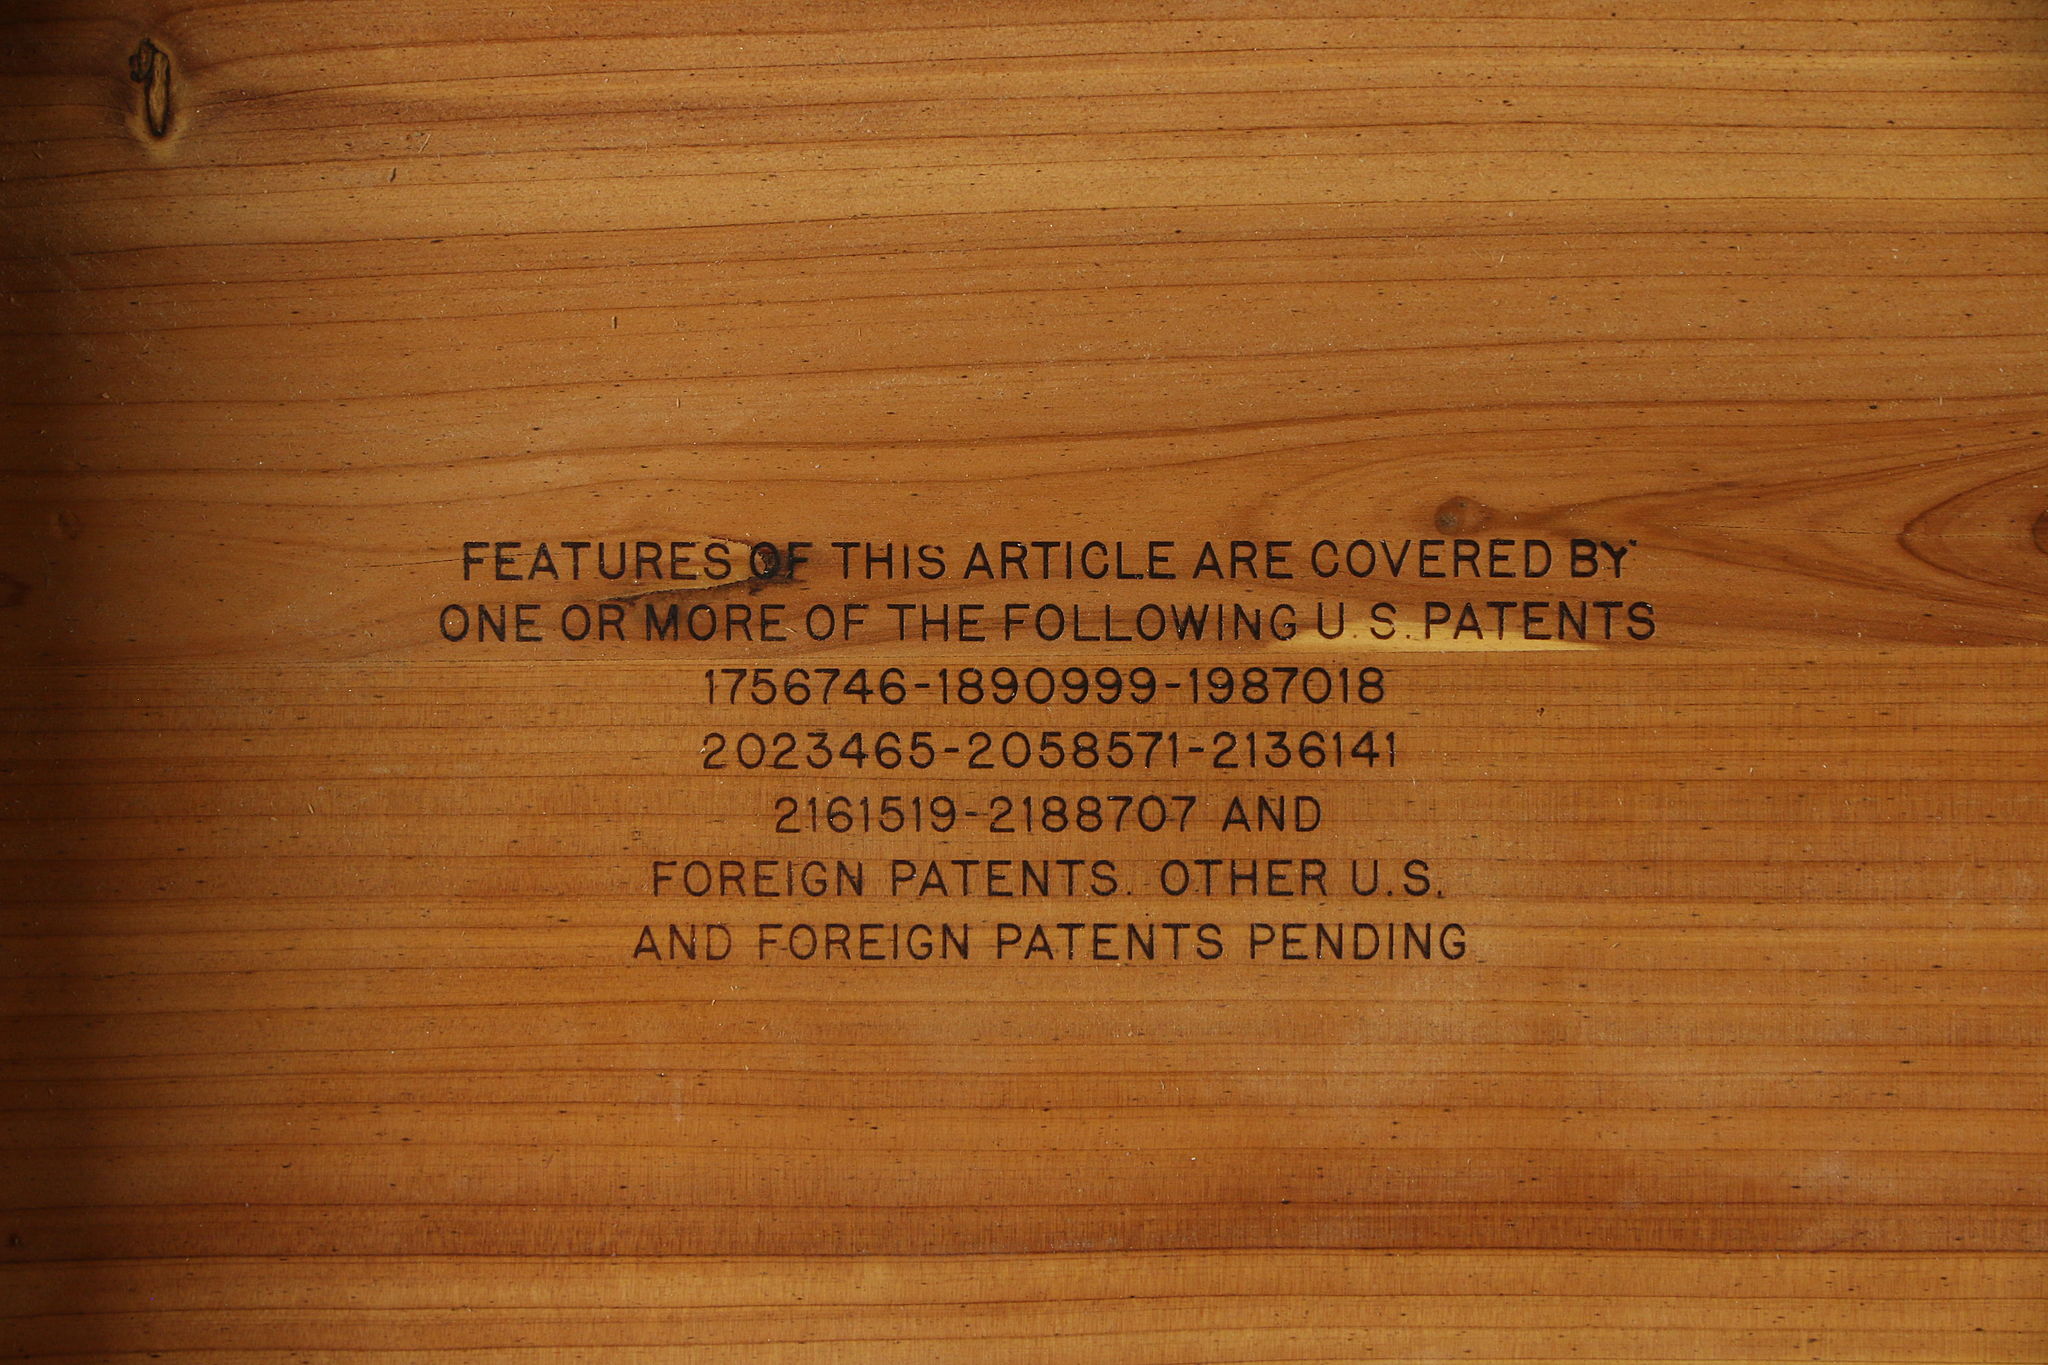 FEATURES OF THIS ARTICLE ARE COVERED BY
ONE OR MORE OF THE FOLLOWING U.S. PATENTS
1756746-1890999-1987018
2023465-2058571-2136141
2161519-2188707 AND
FOREIGN PATENTS. OTHER U.S.
AND FOREIGN PATENTS PENDING